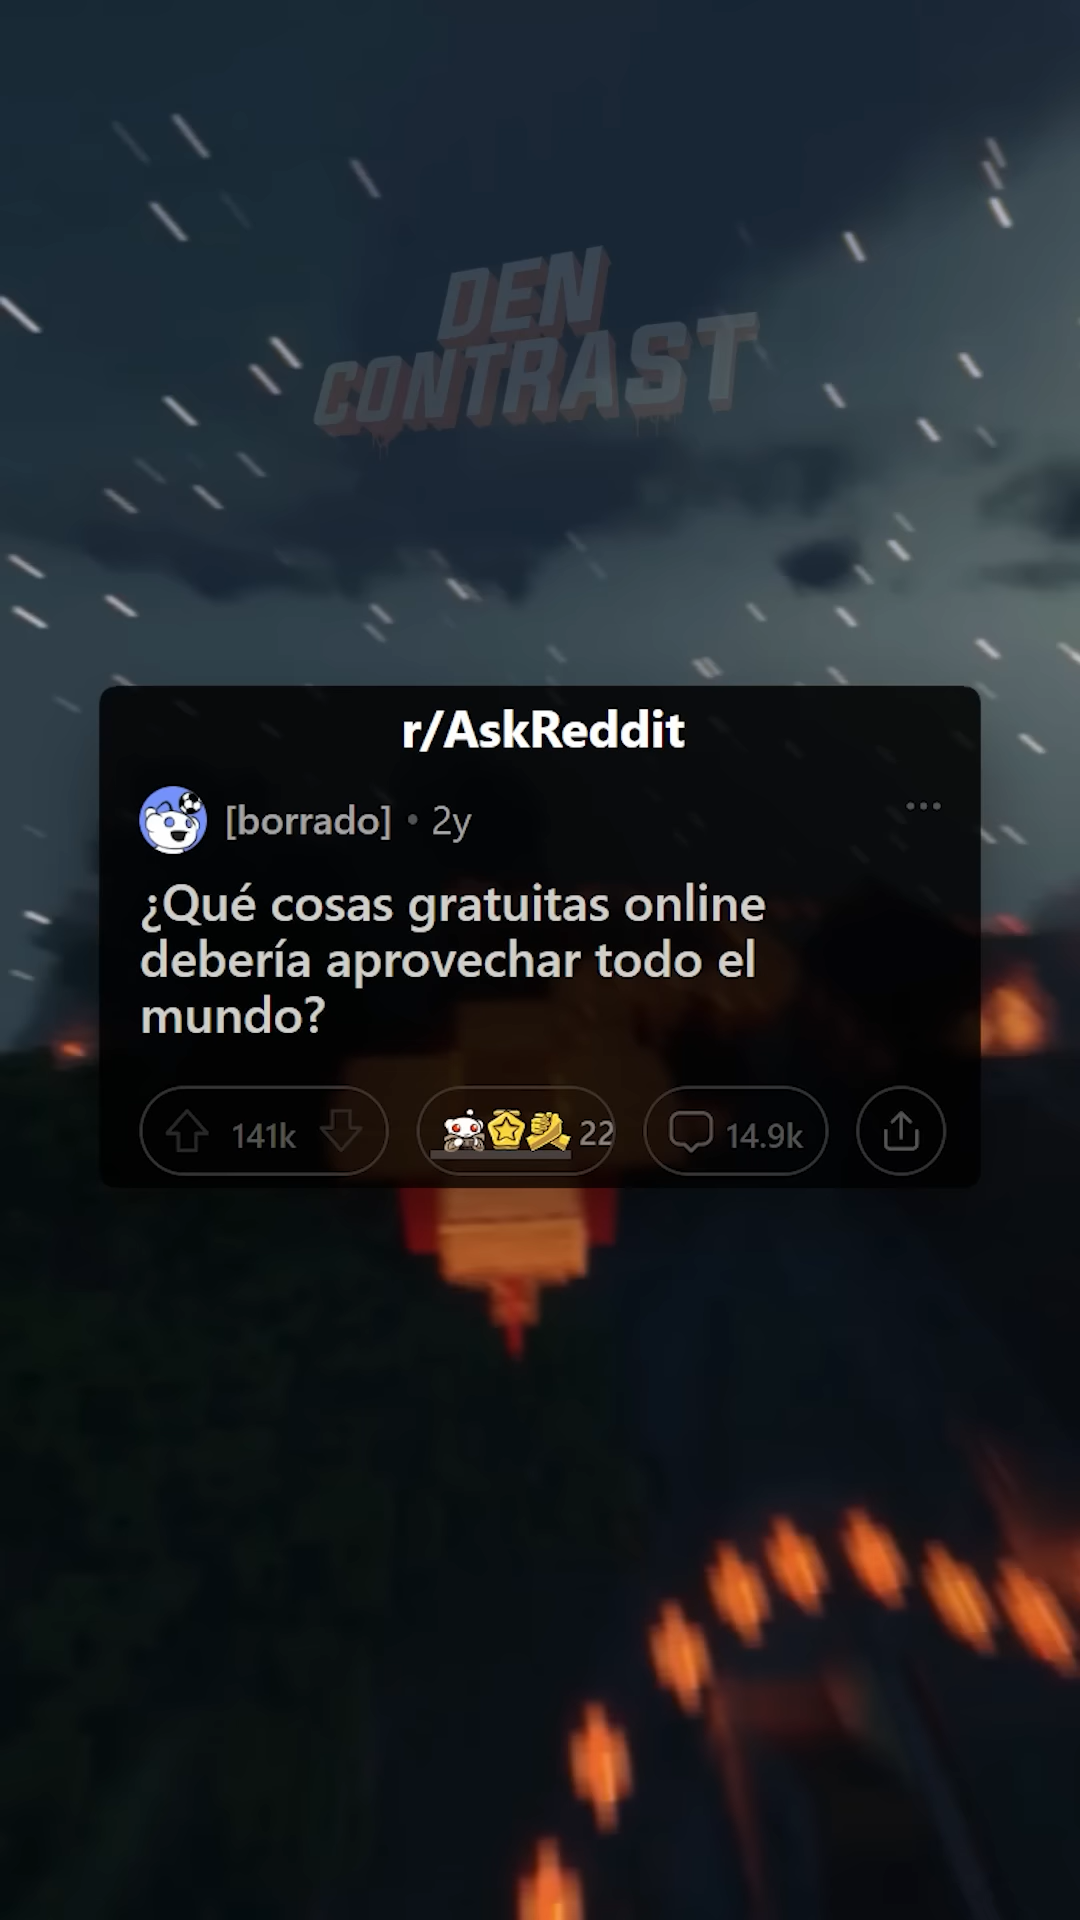 DEN
CONTRAST
r/AskReddit
[borrado] • 2y
¿Qué cosas gratuitas online
debería aprovechar todo el
mundo?
141k 22 14.9k